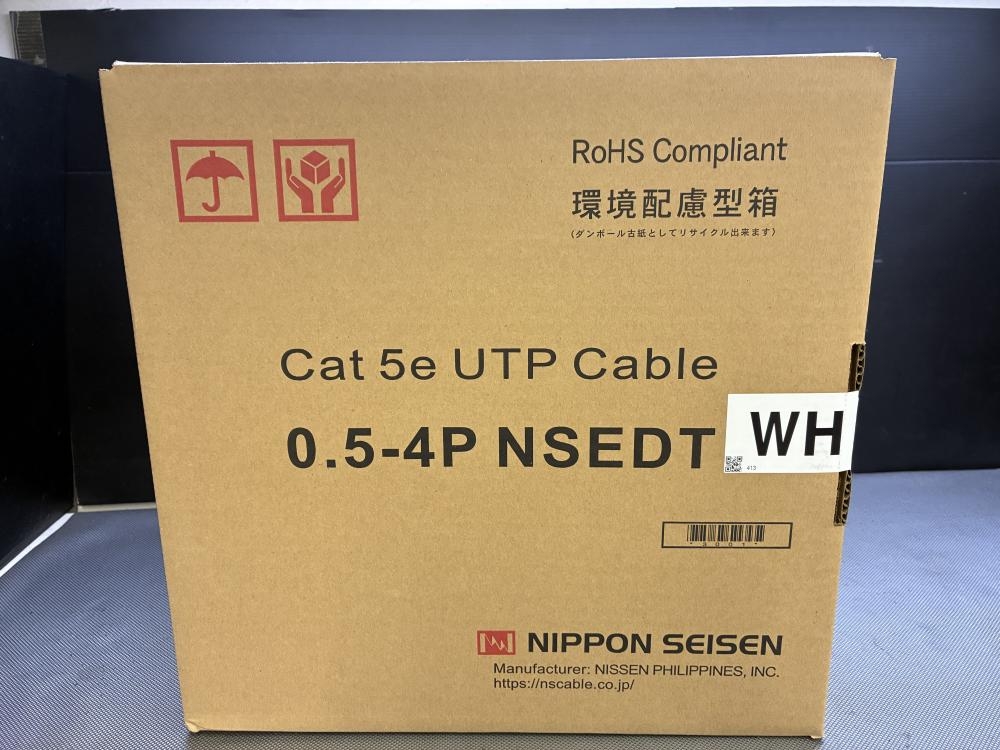 RoHS Compliant
環境配慮型箱
(ダンボール古紙としてリサイクル出来ます)
Cat 5e UTP Cable
0.5-4P NSEDT
WH
413
*3001*
NIPPON SEISEN
Manufacturer: NISSEN PHILIPPINES, INC.
https://nscable.co.jp/